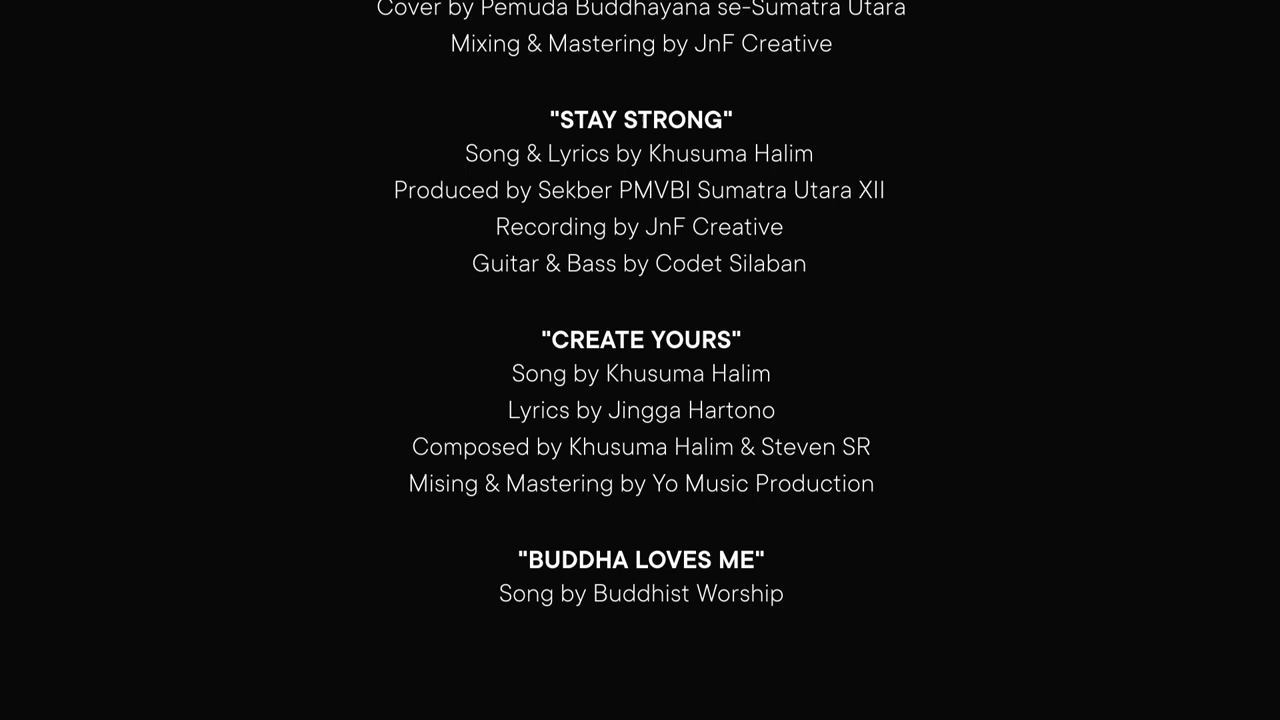 Cover by Pemuda Buddhayana se-Sumatra Utara
Mixing & Mastering by JnF Creative
"STAY STRONG"
Song & Lyrics by Khusuma Halim
Produced by Sekber PMVBI Sumatra Utara XII
Recording by JnF Creative
Guitar & Bass by Codet Silaban
"CREATE YOURS"
Song by Khusuma Halim
Lyrics by Jingga Hartono
Composed by Khusuma Halim & Steven SR
Mising & Mastering by Yo Music Production
"BUDDHA LOVES ME"
Song by Buddhist Worship